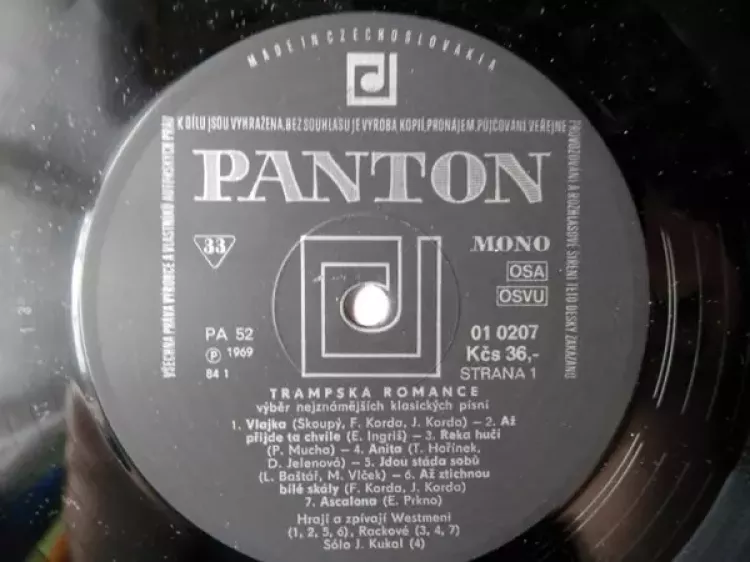 MADE IN CZECHOSLOVAKIA
VŠECHNA PRÁVA VÝROBCE A VLASTNÍKŮ AUTORSKÝCH PRÁV
K DÍLU JSOU VYHRAŽENA, BEZ SOUHLASU JE VÝROBA KOPIÍ, PRONÁJEM, PŮJČOVÁNÍ, VEŘEJNÉ
PROVOZOVÁNÍ A ROZHLASOVÉ ŠÍŘENÍ TÉTO DESKY ZAKÁZÁNO
PANTON
33
MONO
OSA
OSVU
PA 52
01 0207
Ⓟ 1969
Kčs 36,-
84 1
STRANA 1
TRAMPSKA ROMANCE
výběr nejznámějších klasických písní
1. Vlajka (Skoupý, F. Korda, J. Korda) – 2. Až
přijde ta chvíle (E. Ingriš) – 3. Řeka hučí
(P. Mucha) – 4. Anita (T. Hořínek,
D. Jelenová) – 5. Jdou stáda sobů
(L. Baštář, M. Vlček) – 6. Až ztichnou
bílé skály (F. Korda, J. Korda)
7. Ascalona (E. Prkno)
Hrají a zpívají Westmeni
(1, 2, 5, 6), Rackové (3, 4, 7)
Sólo J. Kukal (4)
13